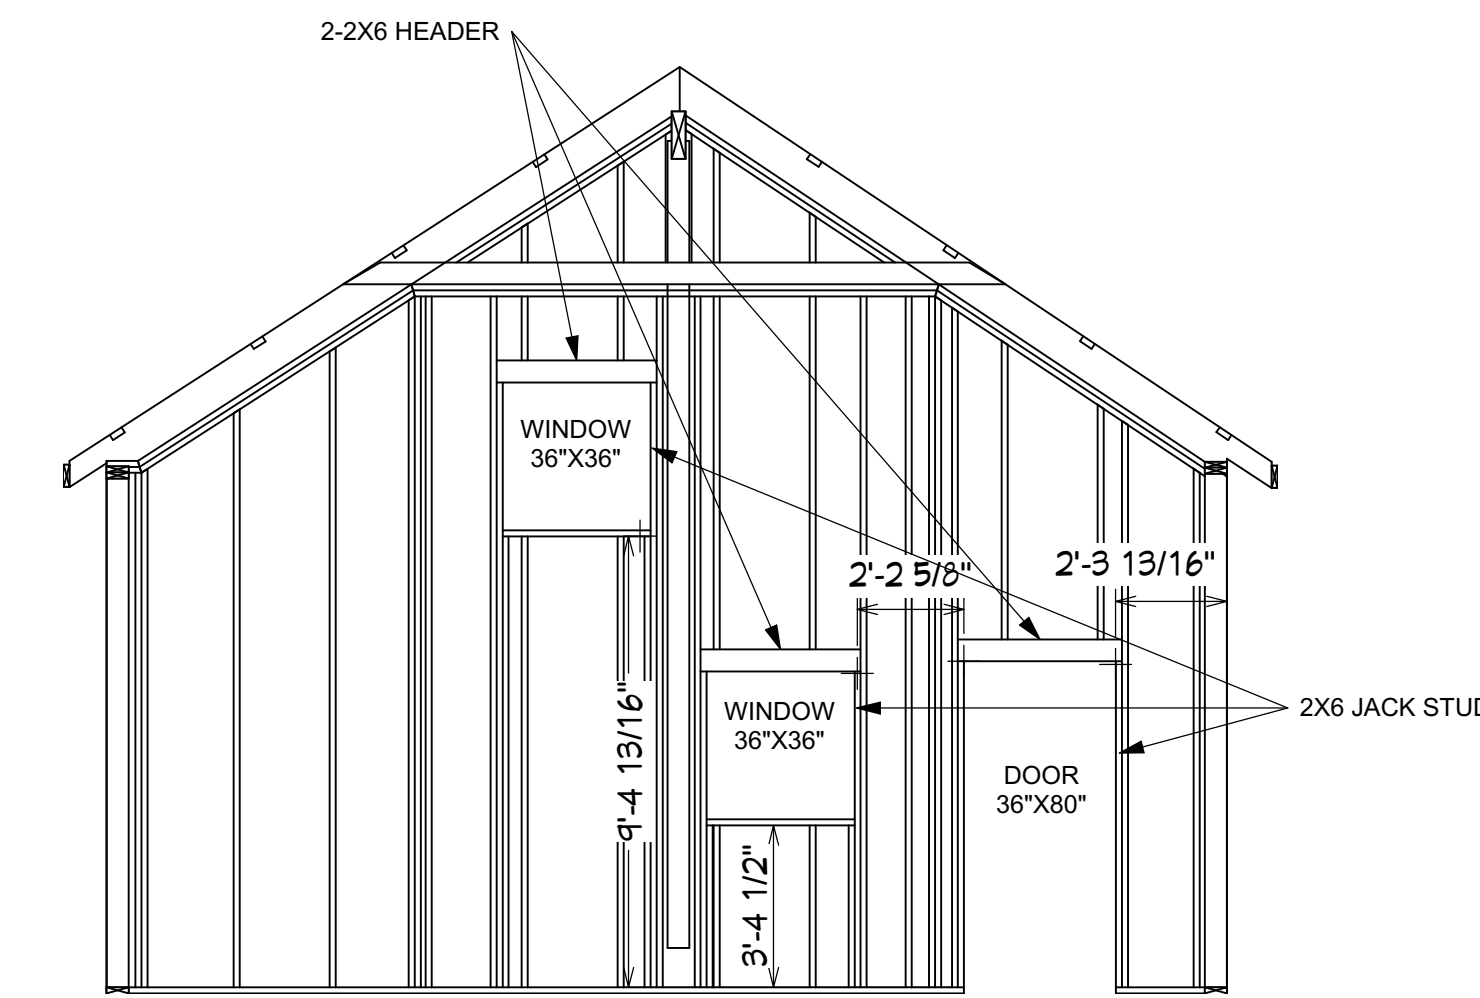 2-2X6 HEADER
WINDOW
36"X36"
2'-2 5/8"
2'-3 13/16"
9'-4 13/16"
WINDOW
36"X36"
2X6 JACK STUD
DOOR
36"X80"
3'-4 1/2"